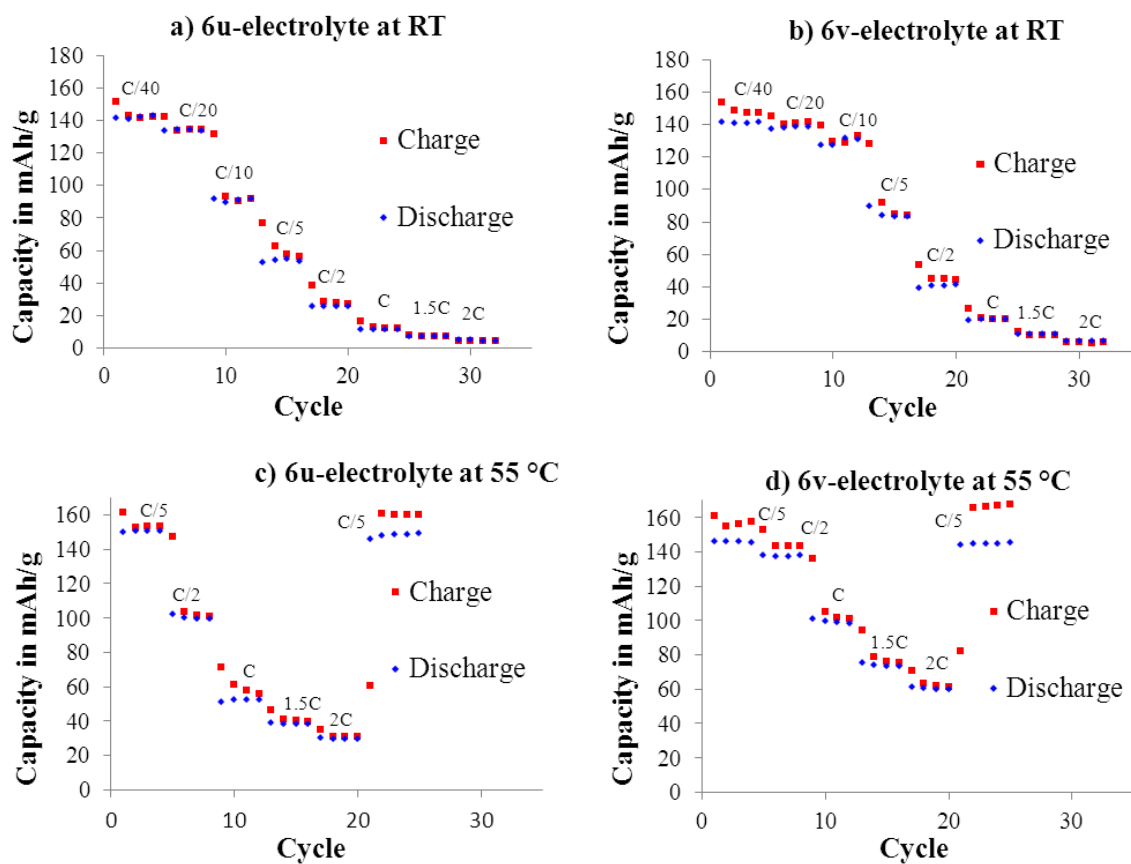 a) 6u-electrolyte at RT
Capacity in mAh/g
180
160
140
120
100
80
60
40
20
0
C/40
C/20
C/10
C/5
C/2
C
1.5C
2C
Charge
Discharge
0
10
20
30
Cycle
b) 6v-electrolyte at RT
Capacity in mAh/g
180
160
140
120
100
80
60
40
20
0
C/40
C/20
C/10
C/5
C/2
C
1.5C
2C
Charge
Discharge
0
10
20
30
Cycle
c) 6u-electrolyte at 55 °C
Capacity in mAh/g
160
140
120
100
80
60
40
20
0
C/5
C/2
C
1.5C
2C
C/5
Charge
Discharge
0
10
20
30
Cycle
d) 6v-electrolyte at 55 °C
Capacity in mAh/g
160
140
120
100
80
60
40
20
0
C/5
C/2
C
1.5C
2C
C/5
Charge
Discharge
0
10
20
30
Cycle